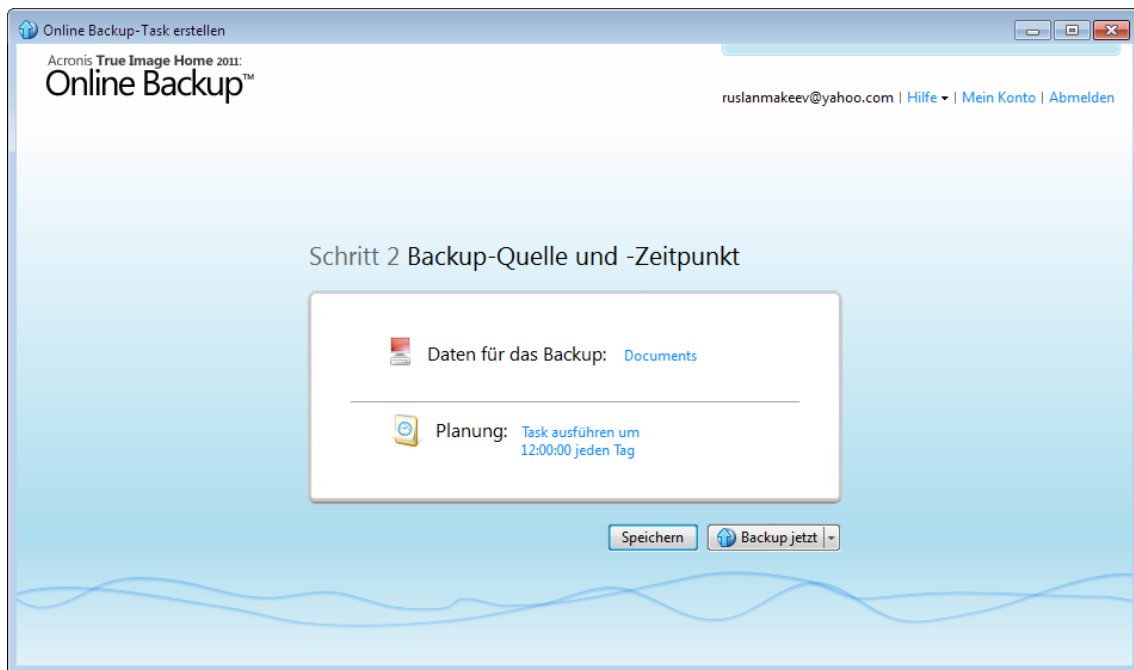 Online Backup-Task erstellen
Acronis True Image Home 2011:
Online Backup™
ruslanmakeev@yahoo.com | Hilfe | Mein Konto | Abmelden
Schritt 2 Backup-Quelle und -Zeitpunkt
Daten für das Backup: Documents
Planung: Task ausführen um
12:00:00 jeden Tag
Speichern Backup jetzt